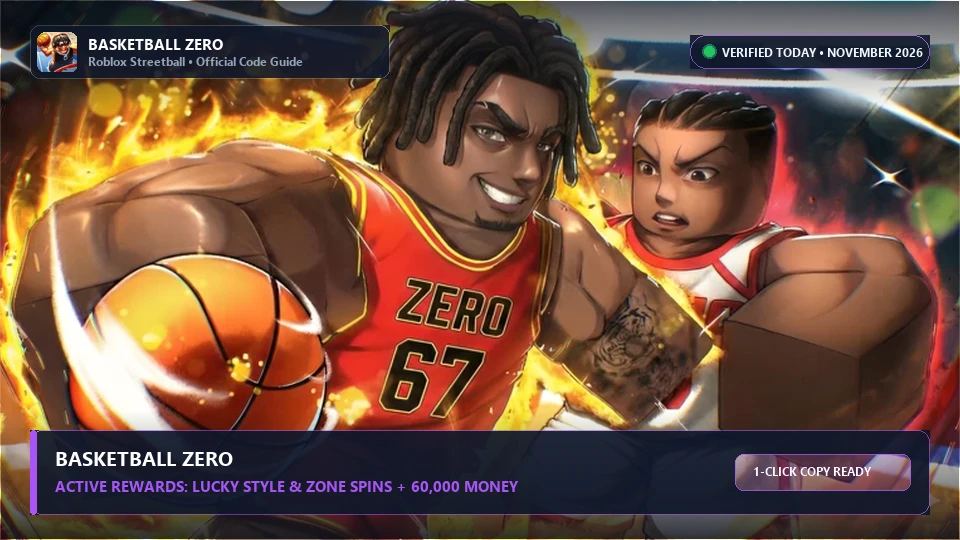 BASKETBALL ZERO
Roblox Streetball • Official Code Guide
VERIFIED TODAY • NOVEMBER 2026
ZERO
67
BASKETBALL ZERO
ACTIVE REWARDS: LUCKY STYLE & ZONE SPINS + 60,000 MONEY
1-CLICK COPY READY